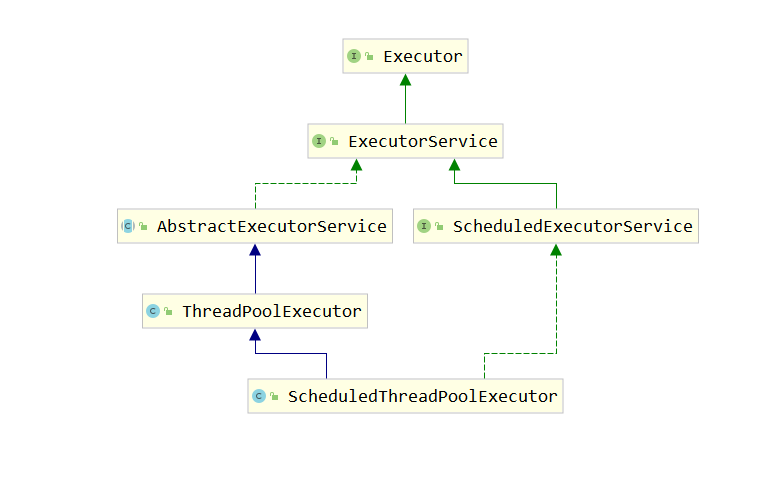 I Executor
I ExecutorService
C AbstractExecutorService
I ScheduledExecutorService
C ThreadPoolExecutor
C ScheduledThreadPoolExecutor